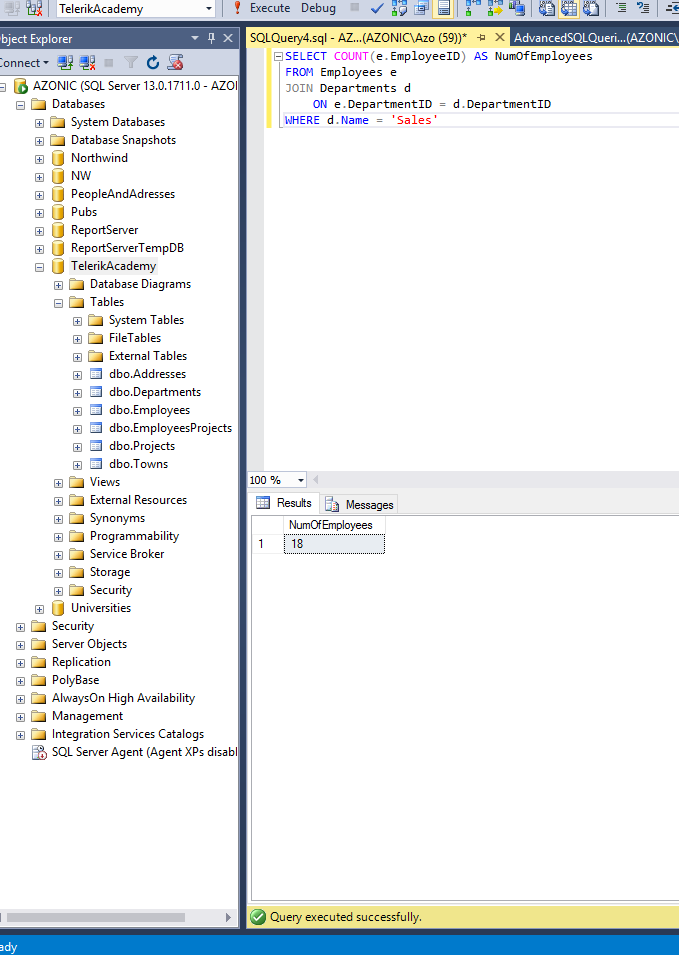 TelerikAcademy
Execute Debug
bject Explorer
SQLQuery4.sql - AZ...(AZONIC\Azo (59))*
AdvancedSQLQueri...(AZONIC\
onnect
AZONIC (SQL Server 13.0.1711.0 - AZO
Databases
System Databases
Database Snapshots
Northwind
NW
PeopleAndAdresses
Pubs
ReportServer
ReportServerTempDB
TelerikAcademy
Database Diagrams
Tables
System Tables
FileTables
External Tables
dbo.Addresses
dbo.Departments
dbo.Employees
dbo.EmployeesProjects
dbo.Projects
dbo.Towns
Views
External Resources
Synonyms
Programmability
Service Broker
Storage
Security
Universities
Security
Server Objects
Replication
PolyBase
AlwaysOn High Availability
Management
Integration Services Catalogs
SQL Server Agent (Agent XPs disabl
SELECT COUNT(e.EmployeeID) AS NumOfEmployees
FROM Employees e
JOIN Departments d
ON e.DepartmentID = d.DepartmentID
WHERE d.Name = 'Sales'
100 %
Results Messages
NumOfEmployees
1 18
Query executed successfully.
ady